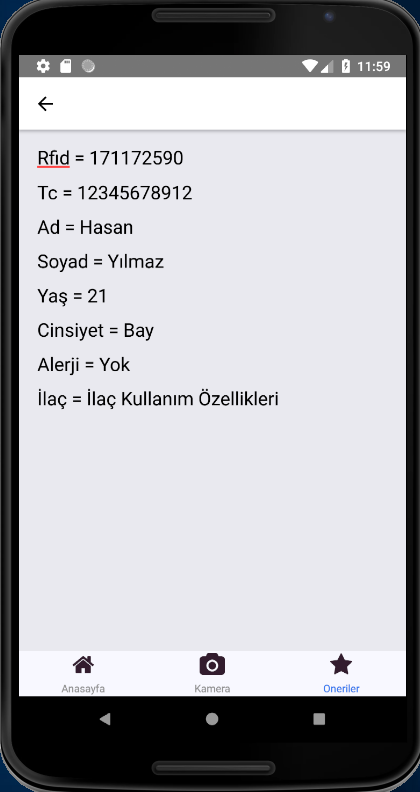 11:59
Rfid = 171172590
Tc = 12345678912
Ad = Hasan
Soyad = Yılmaz
Yaş = 21
Cinsiyet = Bay
Alerji = Yok
İlaç = İlaç Kullanım Özellikleri
Anasayfa Kamera Oneriler